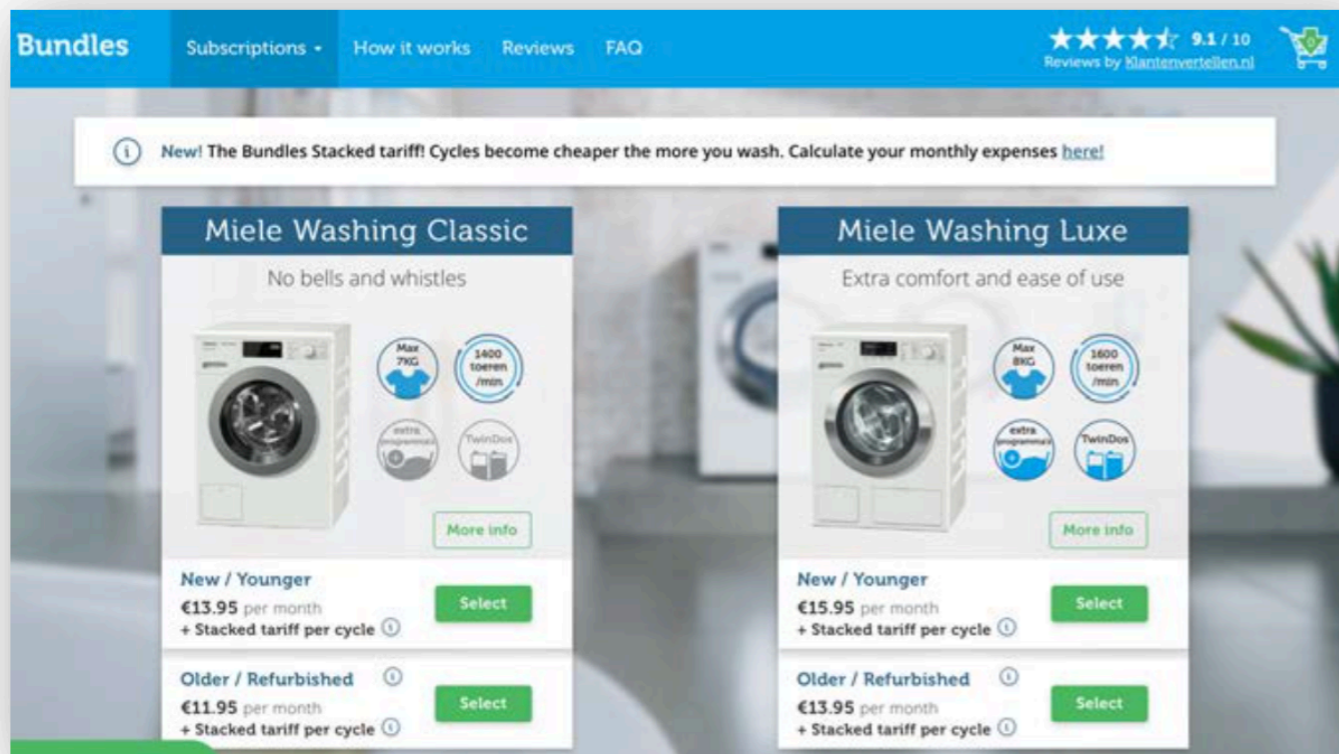 Bundles
Subscriptions
How it works
Reviews
FAQ
9.1 / 10
Reviews by Klantenvertellen.nl
0
New! The Bundles Stacked tariff! Cycles become cheaper the more you wash. Calculate your monthly expenses here!
Miele Washing Classic
No bells and whistles
Max
7KG
1400
toeren
/min
extra
programma's
TwinDos
More info
New / Younger
€13.95 per month
+ Stacked tariff per cycle
Select
Older / Refurbished
€11.95 per month
+ Stacked tariff per cycle
Select
Miele Washing Luxe
Extra comfort and ease of use
Max
8KG
1600
toeren
/min
extra
programma's
TwinDos
More info
New / Younger
€15.95 per month
+ Stacked tariff per cycle
Select
Older / Refurbished
€13.95 per month
+ Stacked tariff per cycle
Select